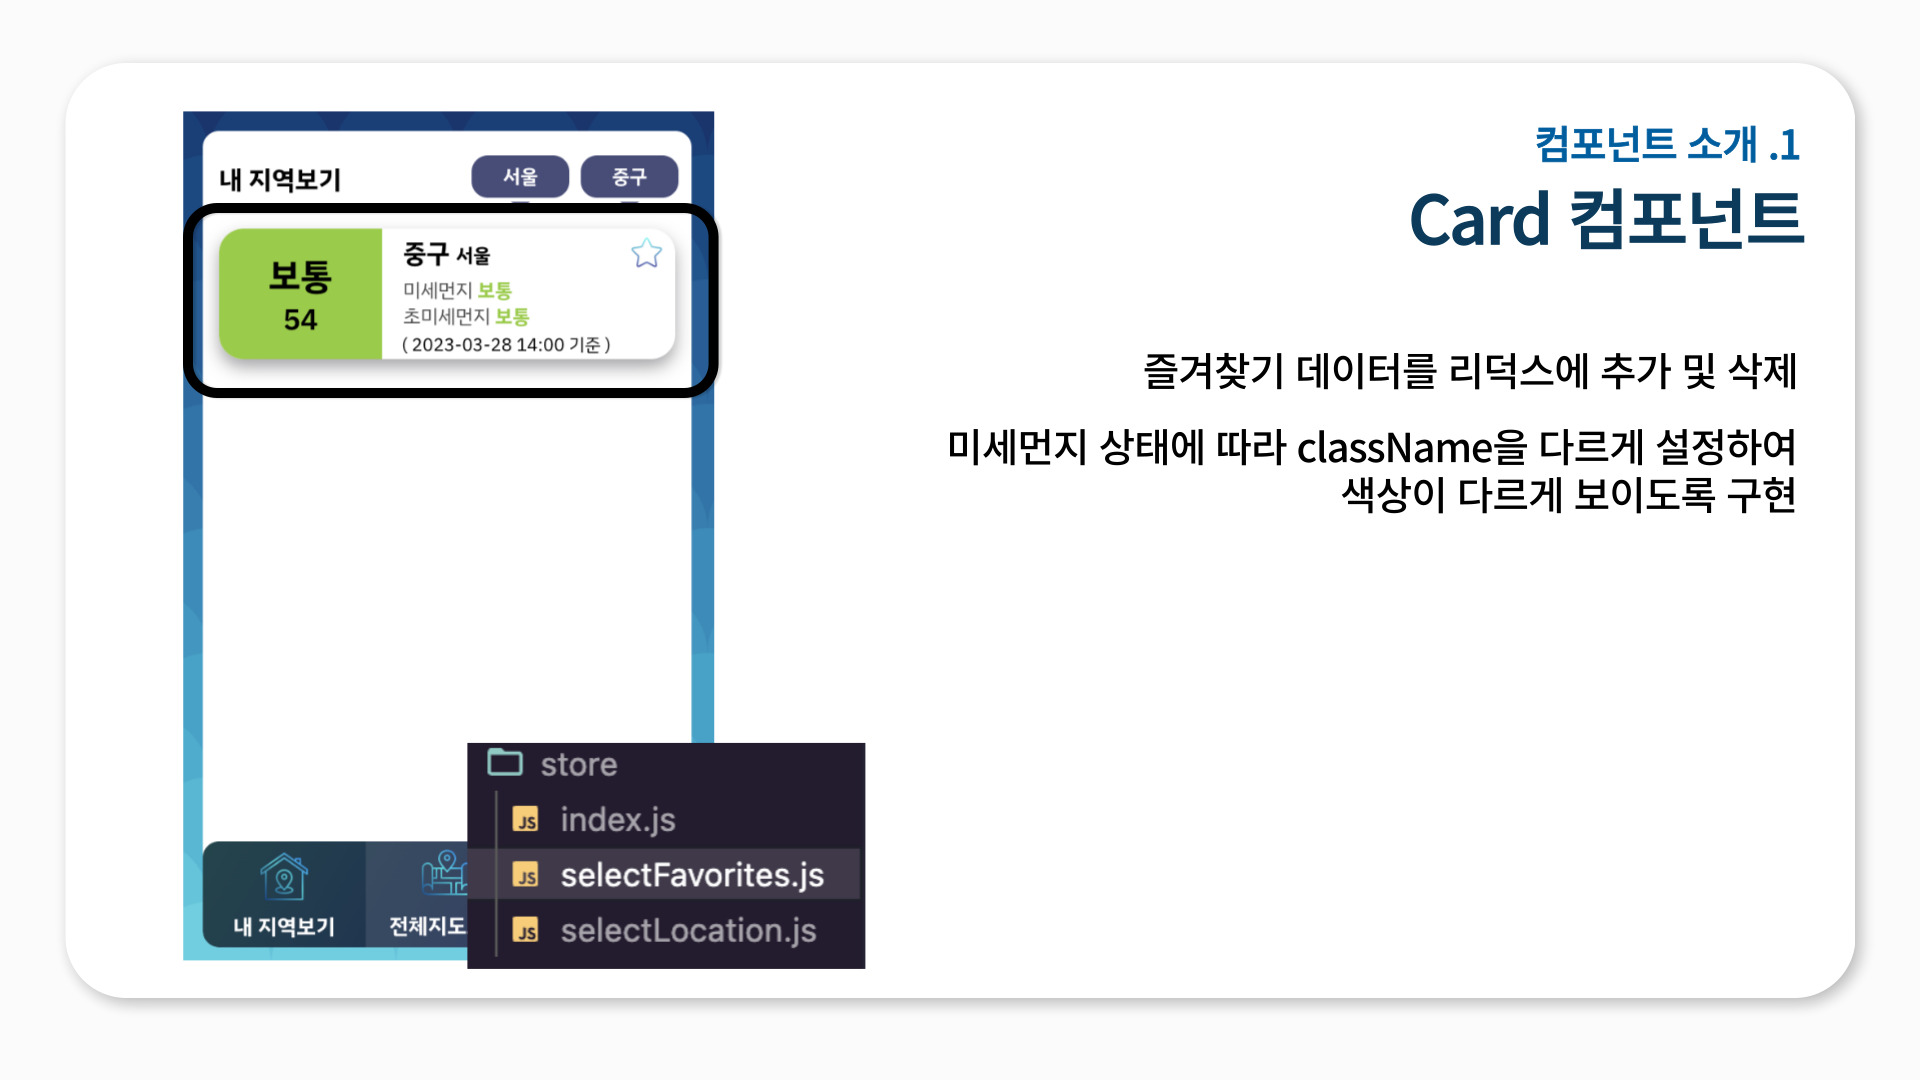 컴포넌트 소개 .1
Card 컴포넌트
즐겨찾기 데이터를 리덕스에 추가 및 삭제
미세먼지 상태에 따라 className을 다르게 설정하여
색상이 다르게 보이도록 구현
내 지역보기
서울
중구
보통
54
중구 서울
미세먼지 보통
초미세먼지 보통
( 2023-03-28 14:00 기준 )
내 지역보기
전체지도
store
JS index.js
JS selectFavorites.js
JS selectLocation.js